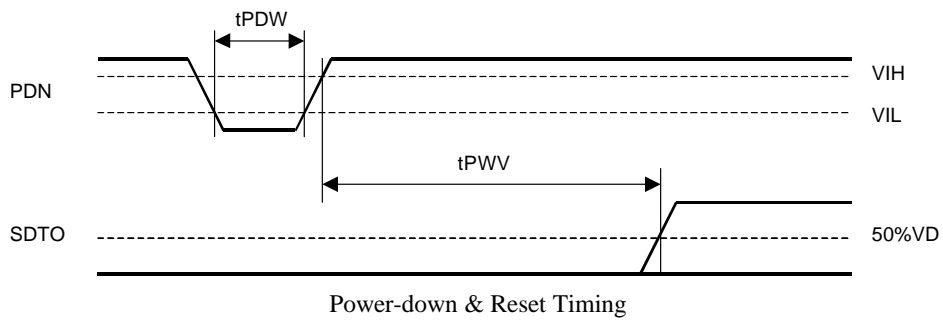 tPDW
PDN
VIH
VIL
tPWV
SDTO
50%VD
Power-down & Reset Timing